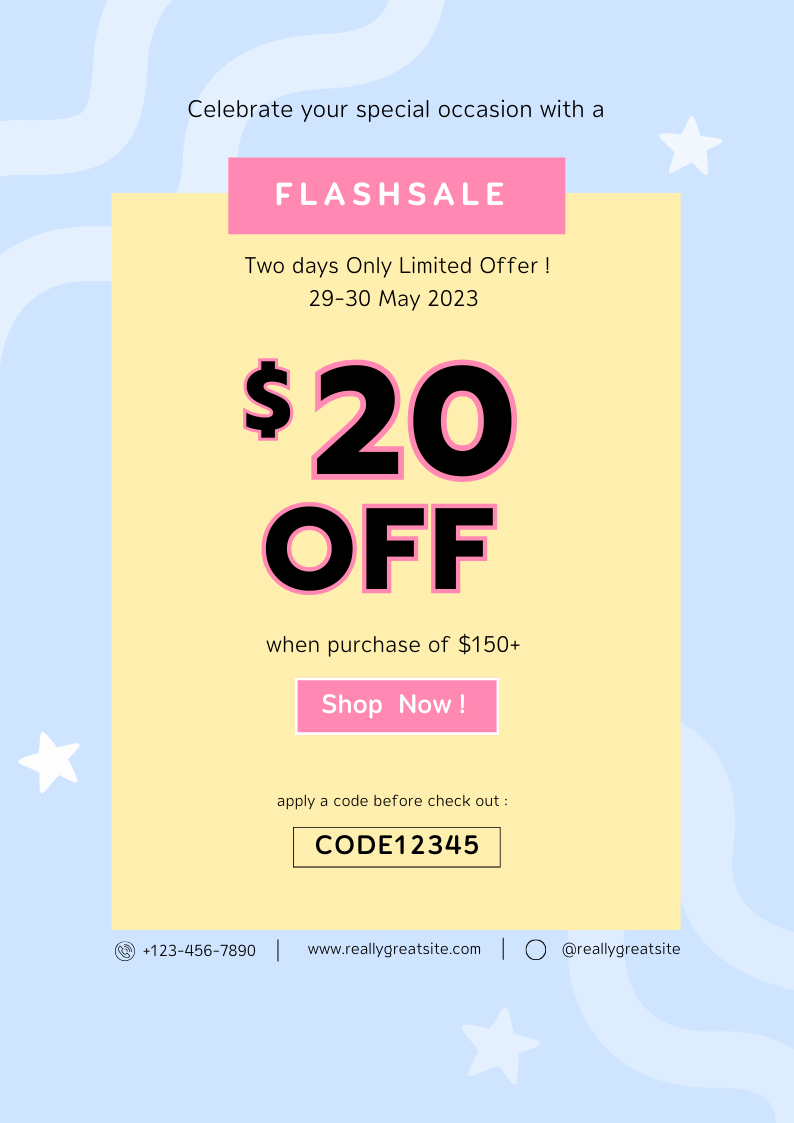 Celebrate your special occasion with a
FLASHSALE
Two days Only Limited Offer !
29-30 May 2023
$20
OFF
when purchase of $150+
Shop Now !
apply a code before check out :
CODE12345
+123-456-7890 | www.reallygreatsite.com | @reallygreatsite